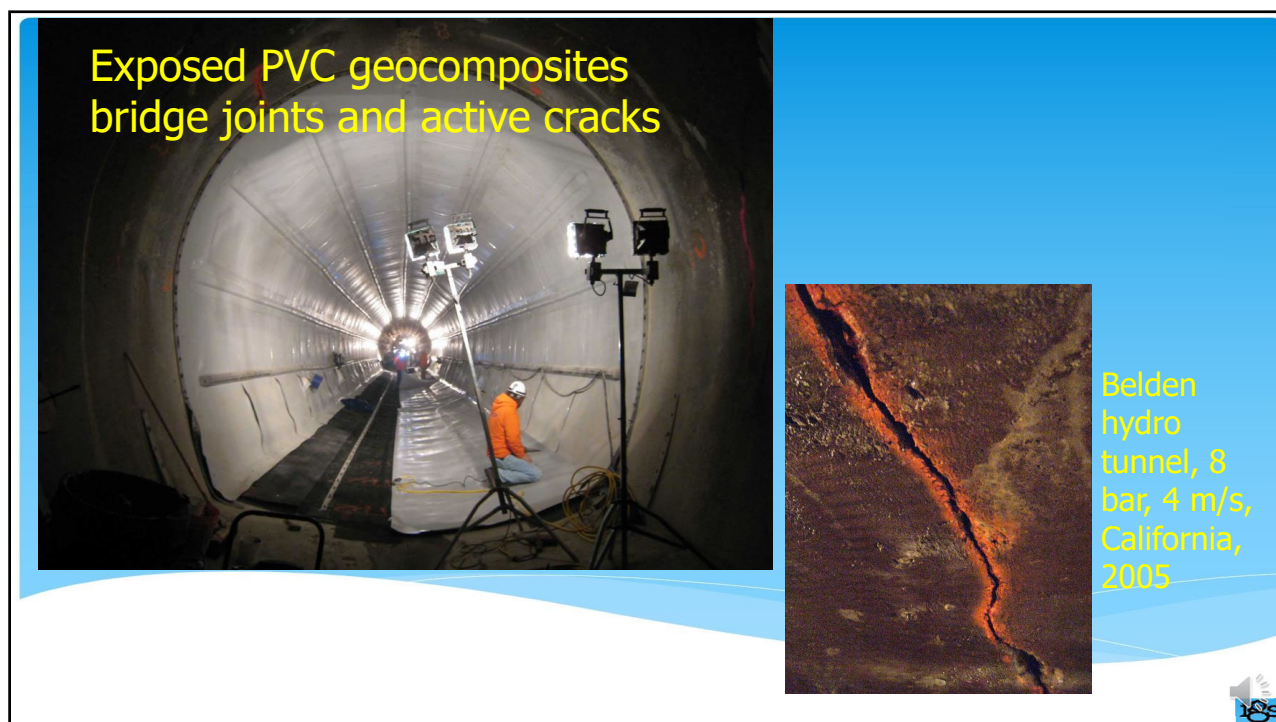 Exposed PVC geocomposites
bridge joints and active cracks
Belden
hydro
tunnel, 8
bar, 4 m/s,
California,
2005